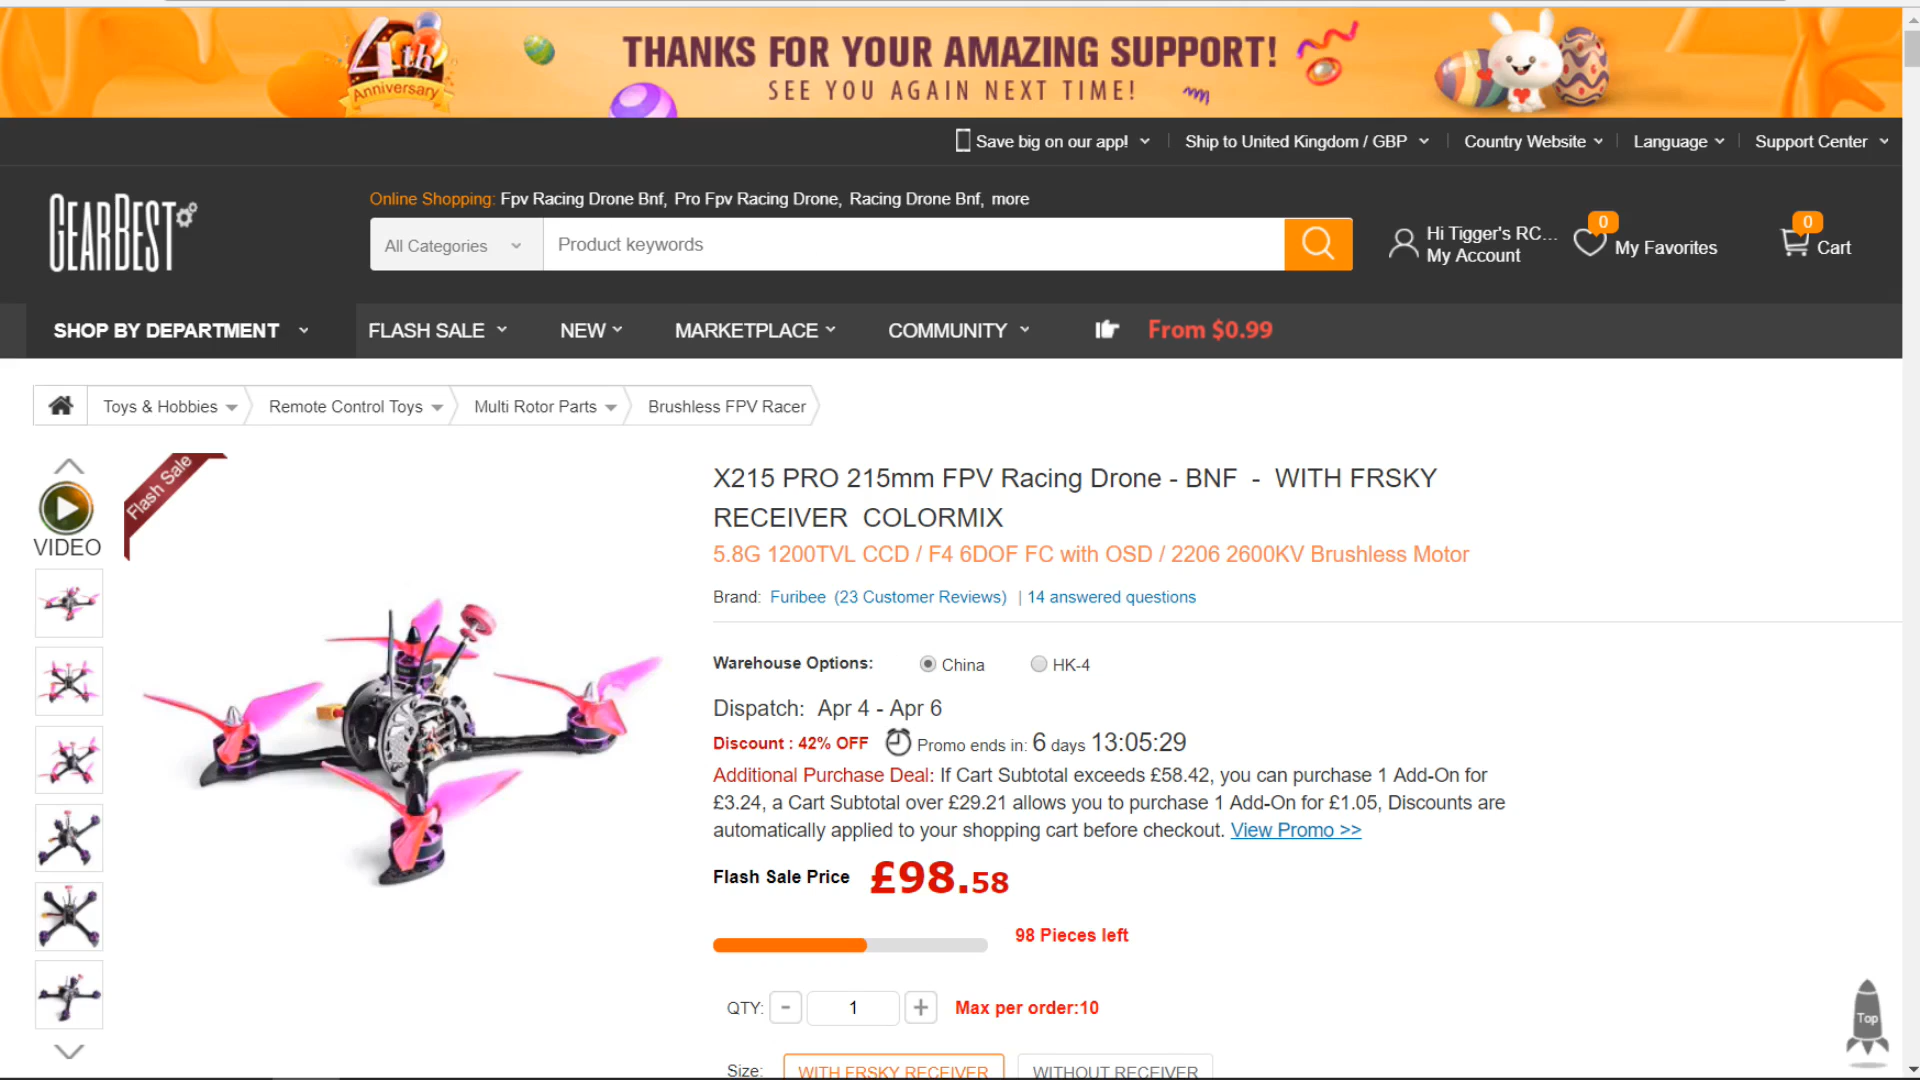 4th
Anniversary
THANKS FOR YOUR AMAZING SUPPORT!
SEE YOU AGAIN NEXT TIME!
Save big on our app!
Ship to United Kingdom / GBP
Country Website
Language
Support Center
GEARBEST
Online Shopping: Fpv Racing Drone Bnf, Pro Fpv Racing Drone, Racing Drone Bnf, more
All Categories
Product keywords
Hi Tigger's RC...
My Account
0
My Favorites
0
Cart
SHOP BY DEPARTMENT
FLASH SALE
NEW
MARKETPLACE
COMMUNITY
From $0.99
Toys & Hobbies
Remote Control Toys
Multi Rotor Parts
Brushless FPV Racer
VIDEO
Flash Sale
X215 PRO 215mm FPV Racing Drone - BNF - WITH FRSKY
RECEIVER COLORMIX
5.8G 1200TVL CCD / F4 6DOF FC with OSD / 2206 2600KV Brushless Motor
Brand: Furibee (23 Customer Reviews) | 14 answered questions
Warehouse Options: China HK-4
Dispatch: Apr 4 - Apr 6
Discount : 42% OFF Promo ends in: 6 days 13:05:29
Additional Purchase Deal: If Cart Subtotal exceeds £58.42, you can purchase 1 Add-On for
£3.24, a Cart Subtotal over £29.21 allows you to purchase 1 Add-On for £1.05, Discounts are
automatically applied to your shopping cart before checkout. View Promo >>
Flash Sale Price £98.58
98 Pieces left
QTY: - 1 + Max per order:10
Size: WITH FRSKY RECEIVER WITHOUT RECEIVER
Top